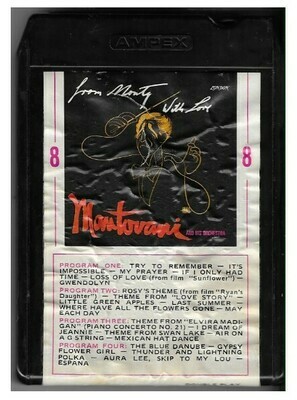 AMPEX
From Monty
With Love
8 8
Mantovani
AND HIS ORCHESTRA
PROGRAM ONE: TRY TO REMEMBER — IT'S
IMPOSSIBLE — MY PRAYER — IF I ONLY HAD
TIME — LOSS OF LOVE (from film "Sunflower") —
GWENDOLYN
PROGRAM TWO: ROSY'S THEME (from film "Ryan's
Daughter") — THEME FROM "LOVE STORY" —
LITTLE GREEN APPLES — LAST SUMMER —
WHERE HAVE ALL THE FLOWERS GONE — MAY
EACH DAY
PROGRAM THREE: THEME FROM "ELVIRA MADI-
GAN" (PIANO CONCERTO NO. 21) — I DREAM OF
JEANNIE — THEME FROM SWAN LAKE — AIR ON
A G STRING — MEXICAN HAT DANCE
PROGRAM FOUR: THE BLUE DANUBE — GYPSY
FLOWER GIRL — THUNDER AND LIGHTNING
POLKA — AURA LEE, SKIP TO MY LOU —
ESPANA